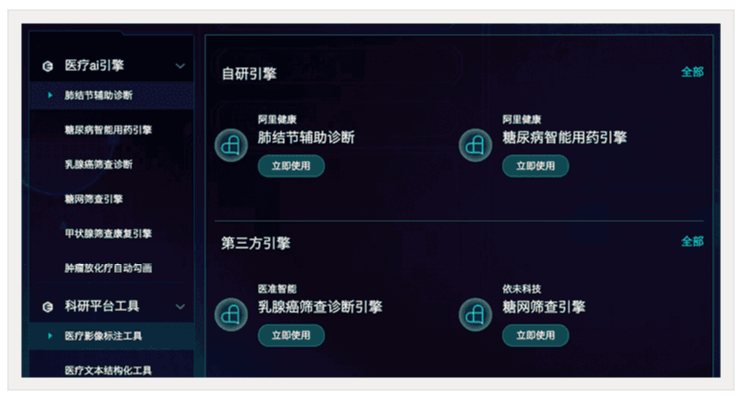 医疗ai引擎
肺结节辅助诊断
糖尿病智能用药引擎
乳腺癌筛查诊断
糖网筛查引擎
甲状腺筛查康复引擎
肿瘤放化疗自动勾画
科研平台工具
医疗影像标注工具
医疗文本结构化工具
自研引擎
全部
阿里健康
肺结节辅助诊断
立即使用
阿里健康
糖尿病智能用药引擎
立即使用
第三方引擎
全部
医准智能
乳腺癌筛查诊断引擎
立即使用
依未科技
糖网筛查引擎
立即使用